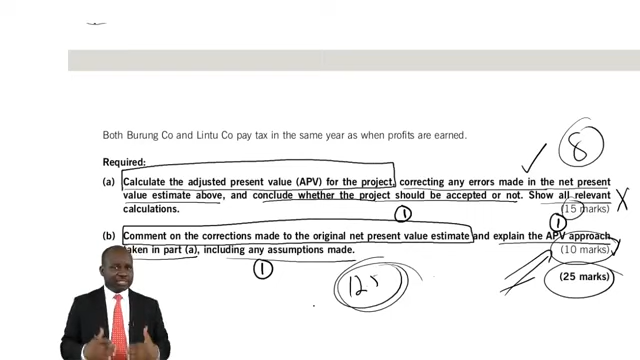 Both Burung Co and Lintu Co pay tax in the same year as when profits are earned.
8
Required:
(a) Calculate the adjusted present value (APV) for the project, correcting any errors made in the net present
value estimate above, and conclude whether the project should be accepted or not. Show all relevant
calculations. (15 marks)
1
1
(b) Comment on the corrections made to the original net present value estimate and explain the APV approach
taken in part (a), including any assumptions made. (10 marks)
1
(25 marks)